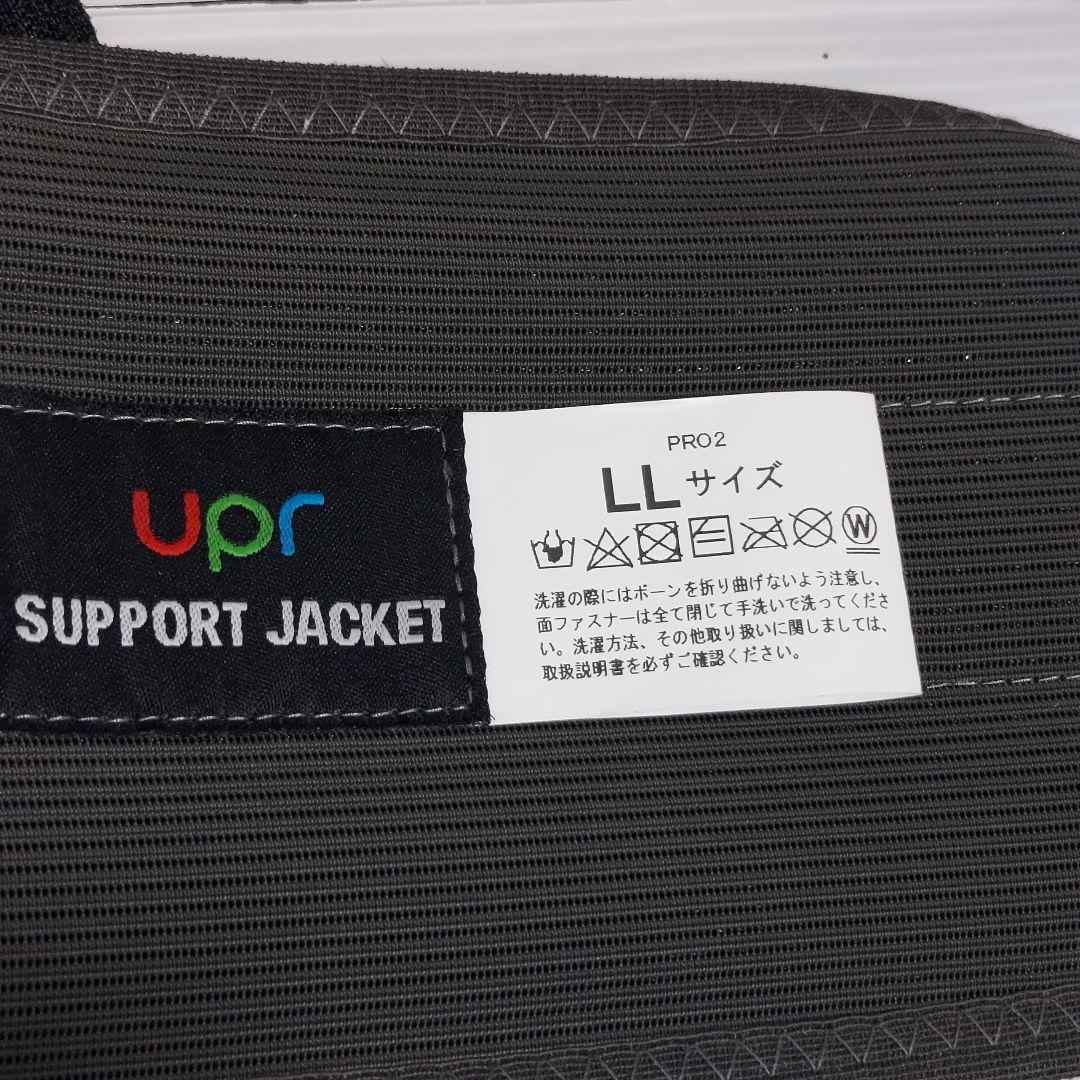 upr
SUPPORT JACKET
PRO2
LLサイズ
W
洗濯の際にはボーンを折り曲げないよう注意し、
面ファスナーは全て閉じて手洗いで洗ってくださ
い。洗濯方法、その他取り扱いに関しましては、
取扱説明書を必ずご確認ください。